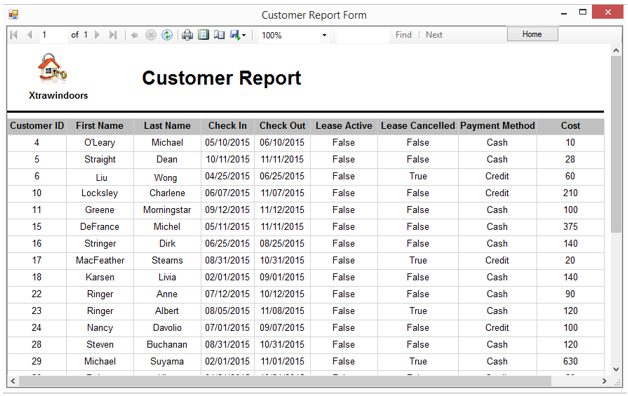 Customer Report Form
1 of 1 100% Find | Next Home
Xtrawindoors
Customer Report
Customer ID First Name Last Name Check In Check Out Lease Active Lease Cancelled Payment Method Cost
4 O'Leary Michael 05/10/2015 06/10/2015 False False Cash 10
5 Straight Dean 10/11/2015 11/11/2015 False False Cash 28
6 Liu Wong 04/25/2015 06/25/2015 False True Credit 60
10 Locksley Charlene 06/07/2015 11/07/2015 False False Credit 210
11 Greene Morningstar 09/12/2015 11/12/2015 False False Cash 100
15 DeFrance Michel 05/11/2015 11/11/2015 False False Cash 375
16 Stringer Dirk 06/25/2015 08/25/2015 False False Cash 140
17 MacFeather Stearns 08/31/2015 10/31/2015 False True Credit 20
18 Karsen Livia 02/01/2015 09/01/2015 False False Cash 140
22 Ringer Anne 07/12/2015 10/12/2015 False False Cash 90
23 Ringer Albert 08/05/2015 11/08/2015 False True Cash 120
24 Nancy Davolio 07/01/2015 09/07/2015 False False Credit 100
28 Steven Buchanan 08/31/2015 10/31/2015 False False Cash 120
29 Michael Suyama 02/01/2015 11/01/2015 False True Cash 630